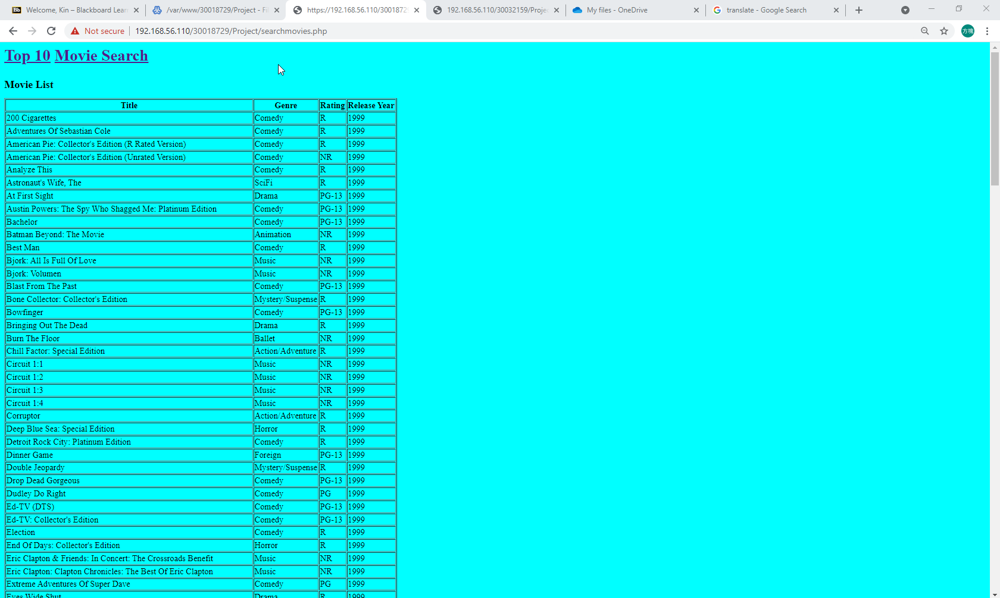 Welcome, Kin – Blackboard Lear
/var/www/30018729/Project - Fi
https://192.168.56.110/3001872
192.168.56.110/30032159/Projec
My files - OneDrive
translate - Google Search
Not secure 192.168.56.110/30018729/Project/searchmovies.php
方塊
Top 10 Movie Search
Movie List
Title Genre Rating Release Year
200 Cigarettes Comedy R 1999
Adventures Of Sebastian Cole Comedy R 1999
American Pie: Collector's Edition (R Rated Version) Comedy R 1999
American Pie: Collector's Edition (Unrated Version) Comedy NR 1999
Analyze This Comedy R 1999
Astronaut's Wife, The SciFi R 1999
At First Sight Drama PG-13 1999
Austin Powers: The Spy Who Shagged Me: Platinum Edition Comedy PG-13 1999
Bachelor Comedy PG-13 1999
Batman Beyond: The Movie Animation NR 1999
Best Man Comedy R 1999
Bjork: All Is Full Of Love Music NR 1999
Bjork: Volumen Music NR 1999
Blast From The Past Comedy PG-13 1999
Bone Collector: Collector's Edition Mystery/Suspense R 1999
Bowfinger Comedy PG-13 1999
Bringing Out The Dead Drama R 1999
Burn The Floor Ballet NR 1999
Chill Factor: Special Edition Action/Adventure R 1999
Circuit 1:1 Music NR 1999
Circuit 1:2 Music NR 1999
Circuit 1:3 Music NR 1999
Circuit 1:4 Music NR 1999
Corruptor Action/Adventure R 1999
Deep Blue Sea: Special Edition Horror R 1999
Detroit Rock City: Platinum Edition Comedy R 1999
Dinner Game Foreign PG-13 1999
Double Jeopardy Mystery/Suspense R 1999
Drop Dead Gorgeous Comedy PG-13 1999
Dudley Do Right Comedy PG 1999
Ed-TV (DTS) Comedy PG-13 1999
Ed-TV: Collector's Edition Comedy PG-13 1999
Election Comedy R 1999
End Of Days: Collector's Edition Horror R 1999
Eric Clapton & Friends: In Concert: The Crossroads Benefit Music NR 1999
Eric Clapton: Clapton Chronicles: The Best Of Eric Clapton Music NR 1999
Extreme Adventures Of Super Dave Comedy PG 1999
Eyes Wide Shut Drama R 1999